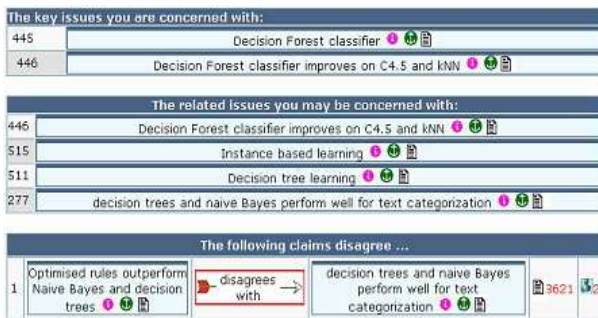 The key issues you are concerned with:
445 Decision Forest classifier
446 Decision Forest classifier improves on C4.5 and kNN
The related issues you may be concerned with:
446 Decision Forest classifier improves on C4.5 and kNN
515 Instance based learning
511 Decision tree learning
277 decision trees and naive Bayes perform well for text categorization
The following claims disagree ...
1 Optimised rules outperform Naive Bayes and decision trees
disagrees with
decision trees and naive Bayes perform well for text categorization
3621
2